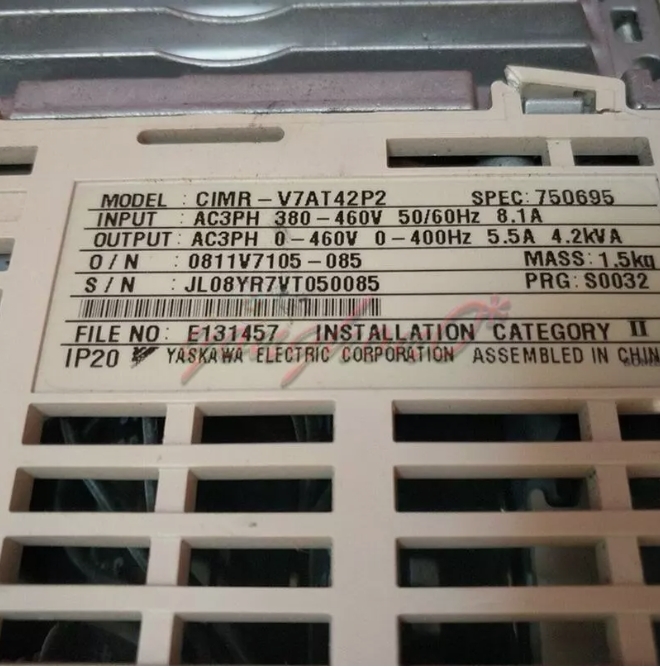 MODEL : CIMR-V7AT42P2 SPEC: 750695
INPUT : AC3PH 380-460V 50/60Hz 8.1A
OUTPUT: AC3PH 0-460V 0-400Hz 5.5A 4.2kVA
O/N : 0811V7105-085 MASS: 1.5kg
S/N : JL08YR7VT050085 PRG: S0032
FILE NO: E131457 INSTALLATION CATEGORY II
IP20 YASKAWA ELECTRIC CORPORATION ASSEMBLED IN CHIN